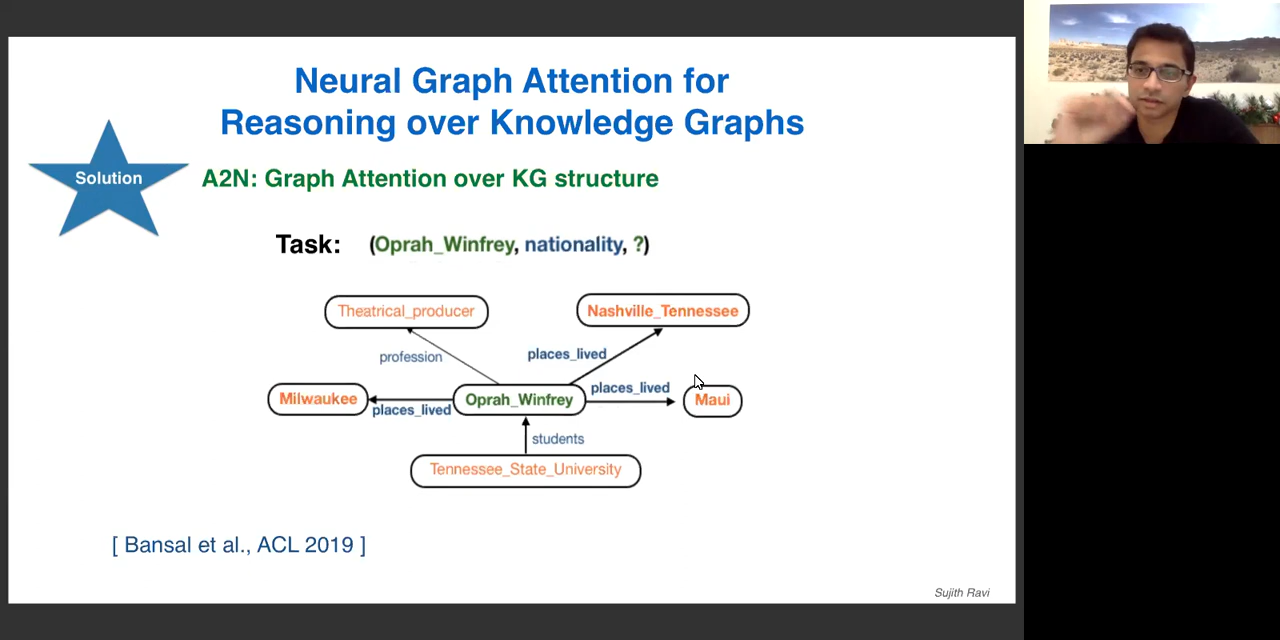 Neural Graph Attention for
Reasoning over Knowledge Graphs
Solution
A2N: Graph Attention over KG structure
Task: (Oprah_Winfrey, nationality, ?)
Theatrical_producer
Nashville_Tennessee
profession
places_lived
Milwaukee
places_lived
Oprah_Winfrey
places_lived
Maui
students
Tennessee_State_University
[ Bansal et al., ACL 2019 ]
Sujith Ravi